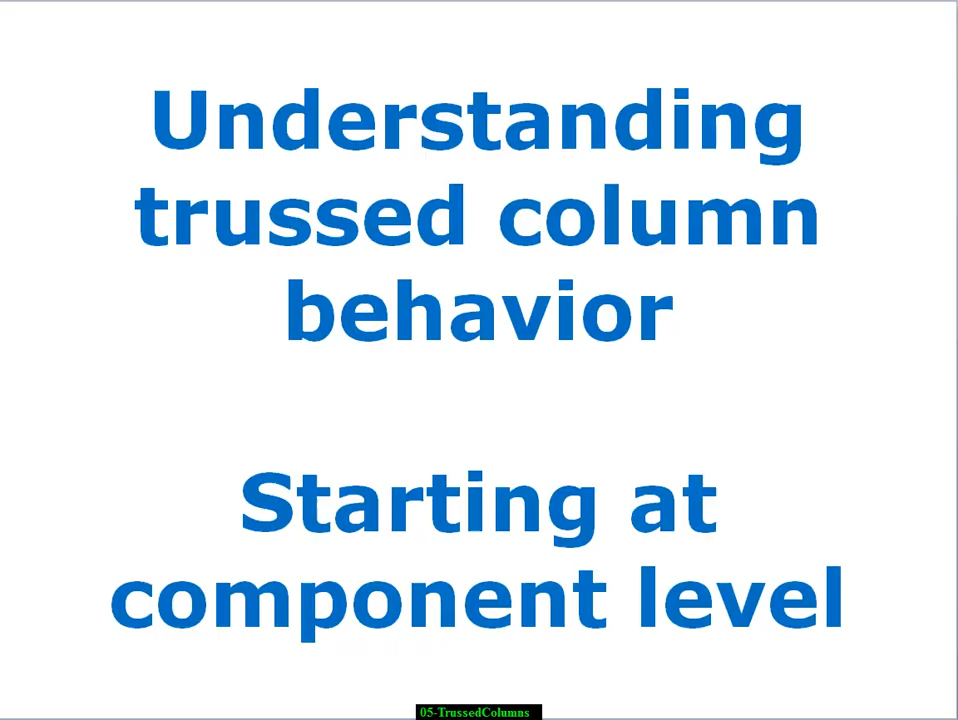 Understanding
trussed column
behavior
Starting at
component level
05-TrussedColumns